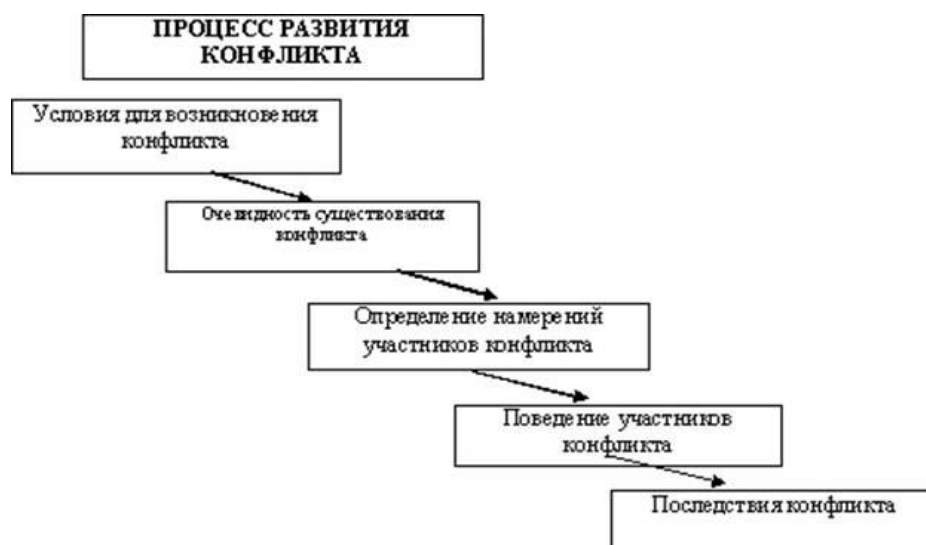 ПРОЦЕСС РАЗВИТИЯ
КОНФЛИКТА
Условия для возникновения
конфликта
Очевидность существования
конфликта
Определение намерений
участников конфликта
Поведение участников
конфликта
Последствия конфликта